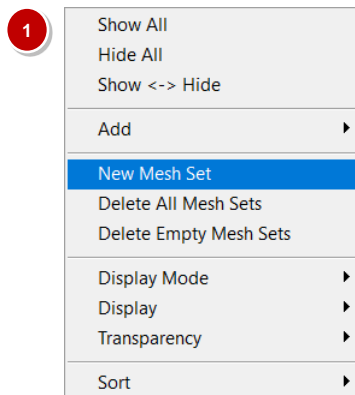 1
Show All
Hide All
Show <-> Hide
Add
New Mesh Set
Delete All Mesh Sets
Delete Empty Mesh Sets
Display Mode
Display
Transparency
Sort